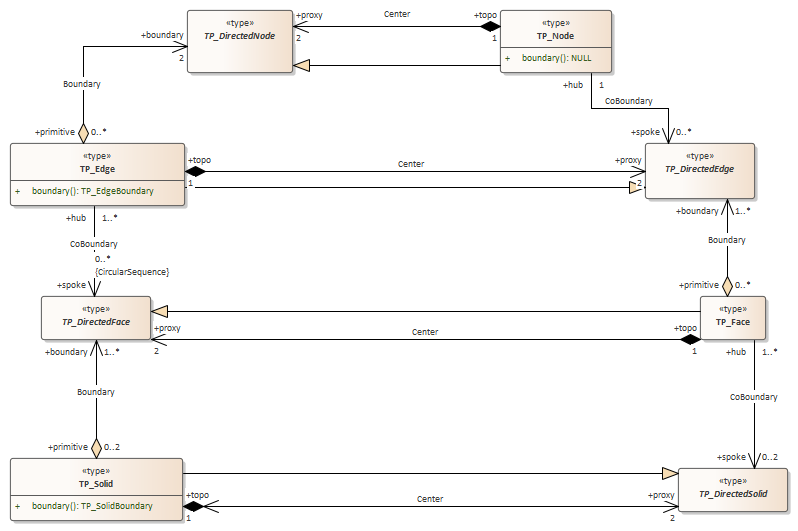 «type»
TP_DirectedNode
+proxy
2
Center
+topo
1
«type»
TP_Node
+ boundary(): NULL
+boundary
2
Boundary
+primitive
0..*
+hub
1
CoBoundary
+spoke
0..*
«type»
TP_Edge
+ boundary(): TP_EdgeBoundary
+topo
1
Center
+proxy
2
«type»
TP_DirectedEdge
+hub
1..*
CoBoundary
0..*
{CircularSequence}
+spoke
+boundary
1..*
Boundary
+primitive
0..*
«type»
TP_DirectedFace
+proxy
2
Center
+topo
1
«type»
TP_Face
+boundary
1..*
Boundary
+primitive
0..2
+hub
1..*
CoBoundary
+spoke
0..2
«type»
TP_Solid
+ boundary(): TP_SolidBoundary
+topo
1
Center
+proxy
2
«type»
TP_DirectedSolid